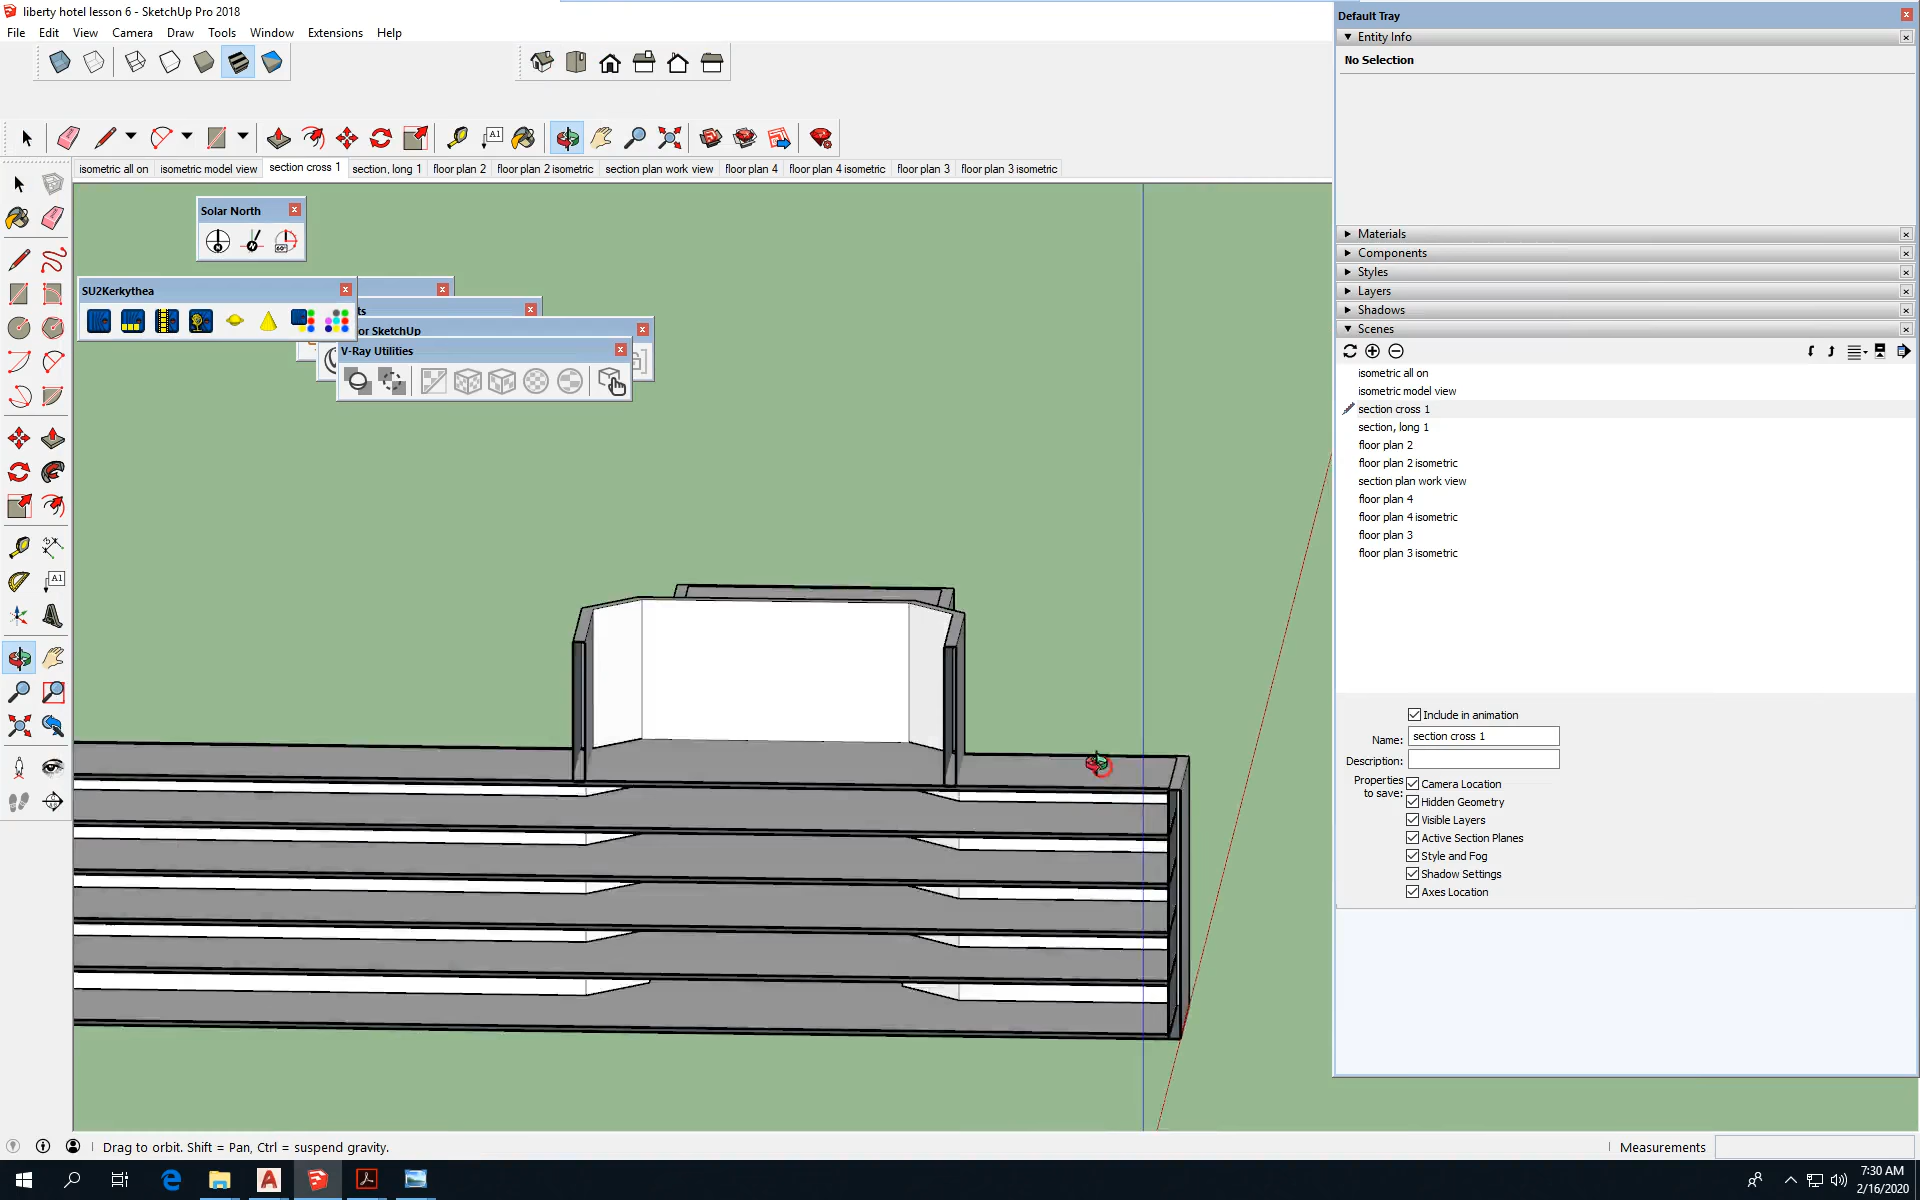 liberty hotel lesson 6 - SketchUp Pro 2018
File Edit View Camera Draw Tools Window Extensions Help
A1
isometric all on isometric model view section cross 1 section, long 1 floor plan 2 floor plan 2 isometric section plan work view floor plan 4 floor plan 4 isometric floor plan 3 floor plan 3 isometric
Solar North
SU2Kerkythea
ts
or SketchUp
V-Ray Utilities
A1
Default Tray
Entity Info
No Selection
Materials
Components
Styles
Layers
Shadows
Scenes
isometric all on
isometric model view
section cross 1
section, long 1
floor plan 2
floor plan 2 isometric
section plan work view
floor plan 4
floor plan 4 isometric
floor plan 3
floor plan 3 isometric
Include in animation
Name: section cross 1
Description:
Properties to save:
Camera Location
Hidden Geometry
Visible Layers
Active Section Planes
Style and Fog
Shadow Settings
Axes Location
Drag to orbit. Shift = Pan, Ctrl = suspend gravity.
Measurements
7:30 AM
2/16/2020